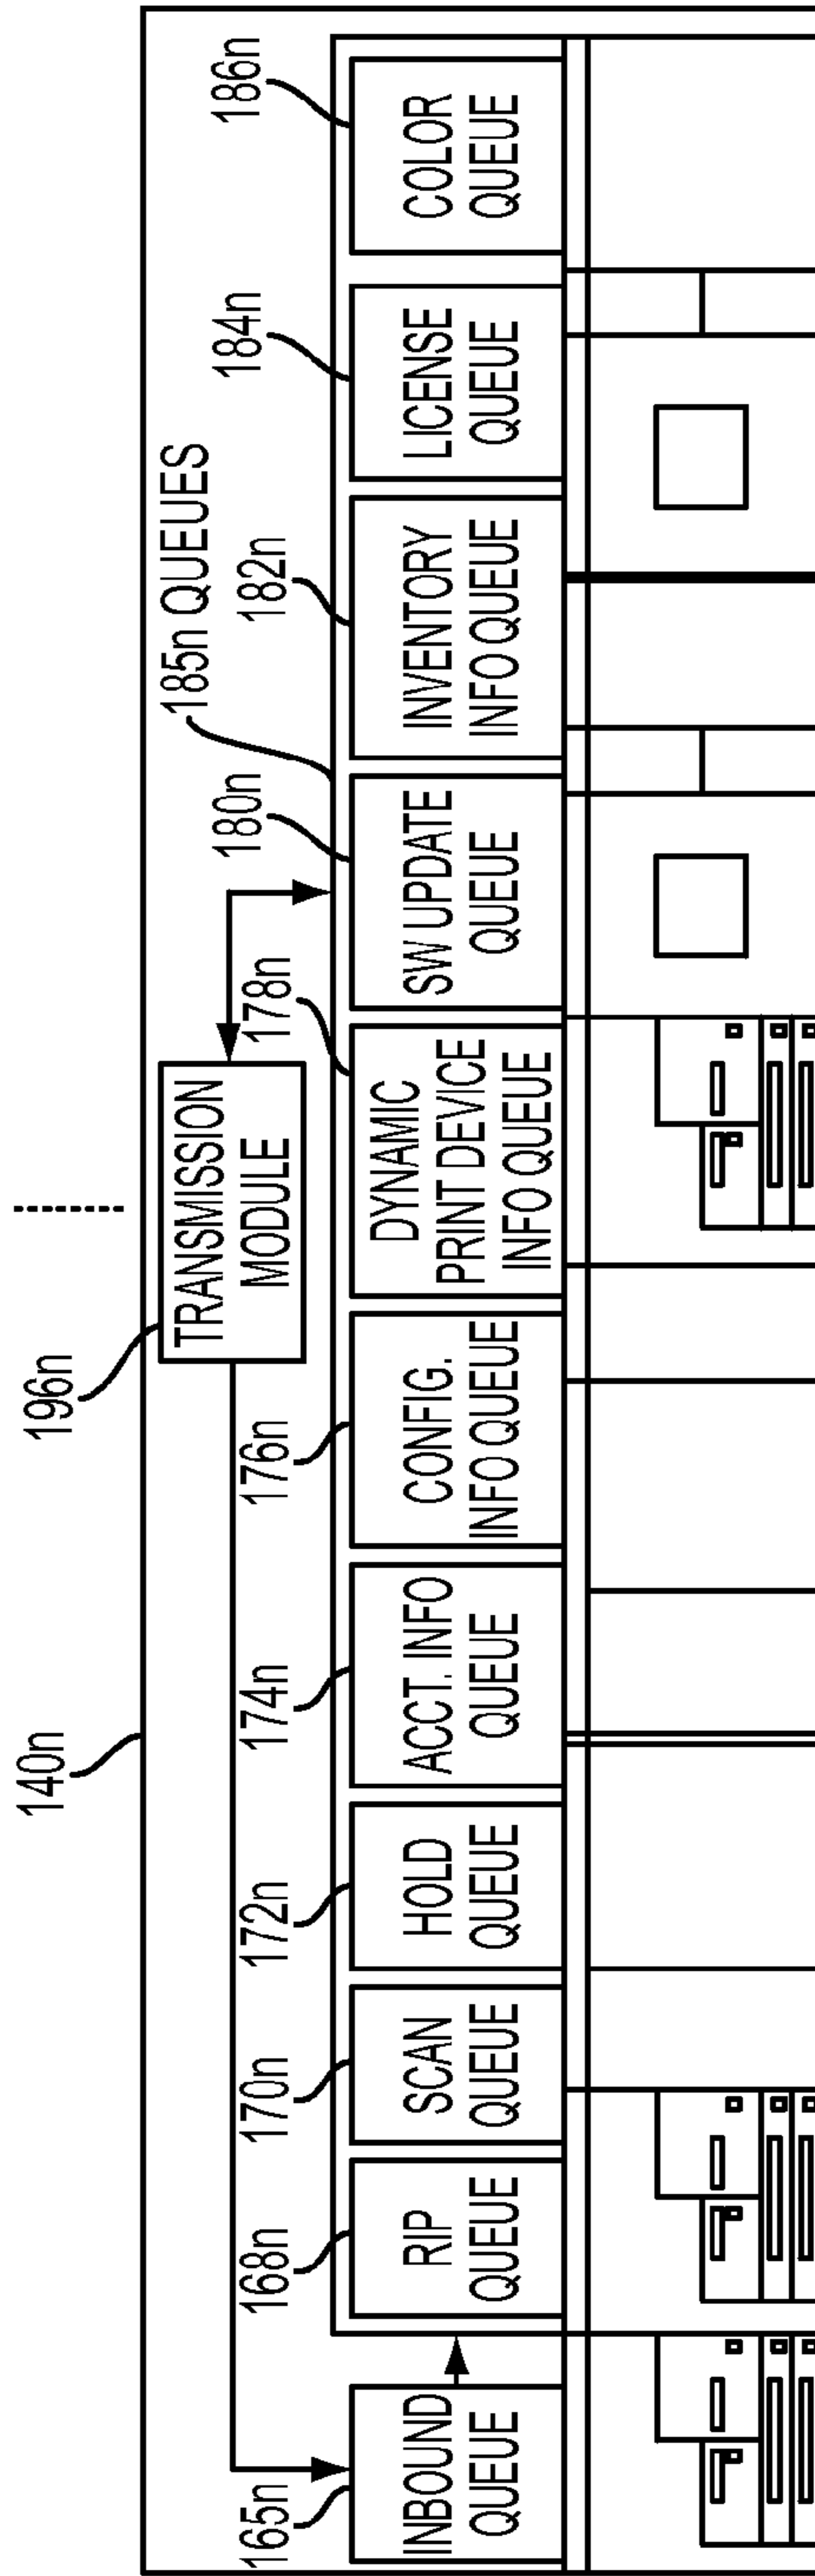 140n
196n
TRANSMISSION
MODULE
185n QUEUES
165n
INBOUND
QUEUE
168n
RIP
QUEUE
170n
SCAN
QUEUE
172n
HOLD
QUEUE
174n
ACCT. INFO
QUEUE
176n
CONFIG.
INFO QUEUE
178n
DYNAMIC
PRINT DEVICE
INFO QUEUE
180n
SW UPDATE
QUEUE
182n
INVENTORY
INFO QUEUE
184n
LICENSE
QUEUE
186n
COLOR
QUEUE